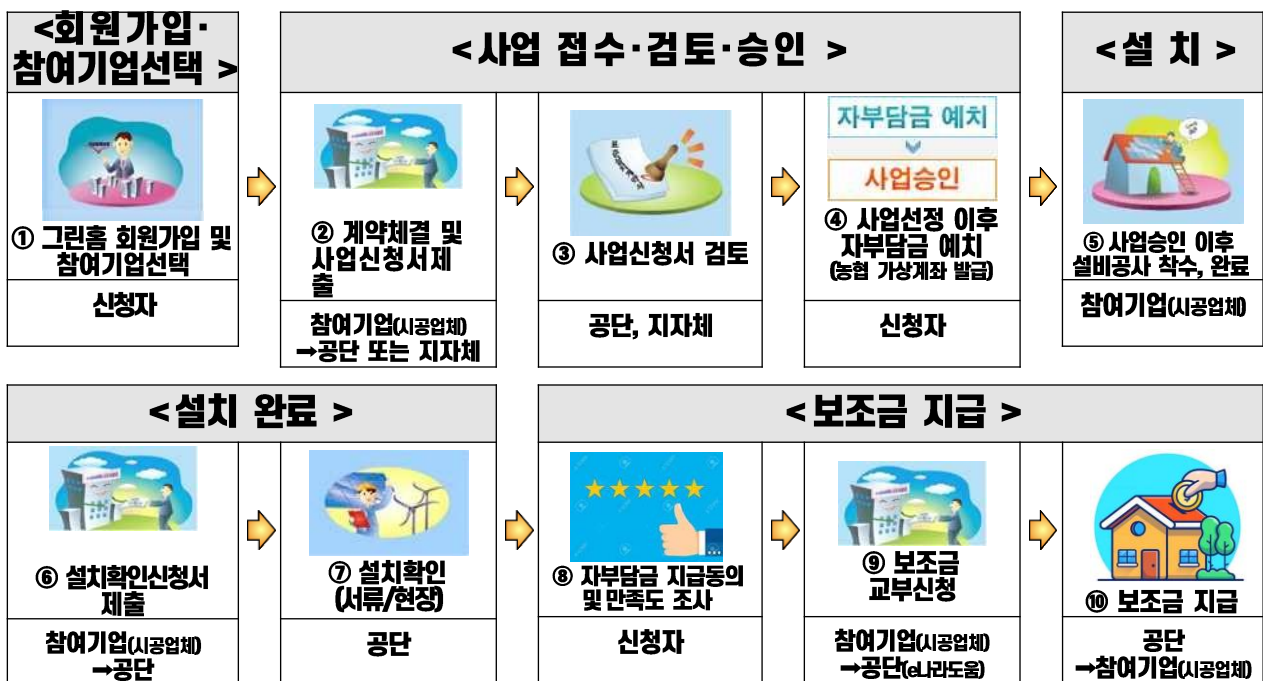 <회원가입·
참여기업선택 >
<사업 접수·검토·승인 >
<설 치 >
① 그린홈 회원가입 및
참여기업선택
② 계약체결 및
사업신청서제
출
③ 사업신청서 검토
자부담금 예치
사업승인
④ 사업선정 이후
자부담금 예치
(농협 가상계좌 발급)
⑤ 사업승인 이후
설비공사 착수, 완료
신청자
참여기업(시공업체)
→공단 또는 지자체
공단, 지자체
신청자
참여기업(시공업체)
<설치 완료 >
<보조금 지급 >
⑥ 설치확인신청서
제출
⑦ 설치확인
(서류/현장)
⑧ 자부담금 지급동의
및 만족도 조사
⑨ 보조금
교부신청
⑩ 보조금 지급
참여기업(시공업체)
→공단
공단
신청자
참여기업(시공업체)
→공단(e나라도움)
공단
→참여기업(시공업체)